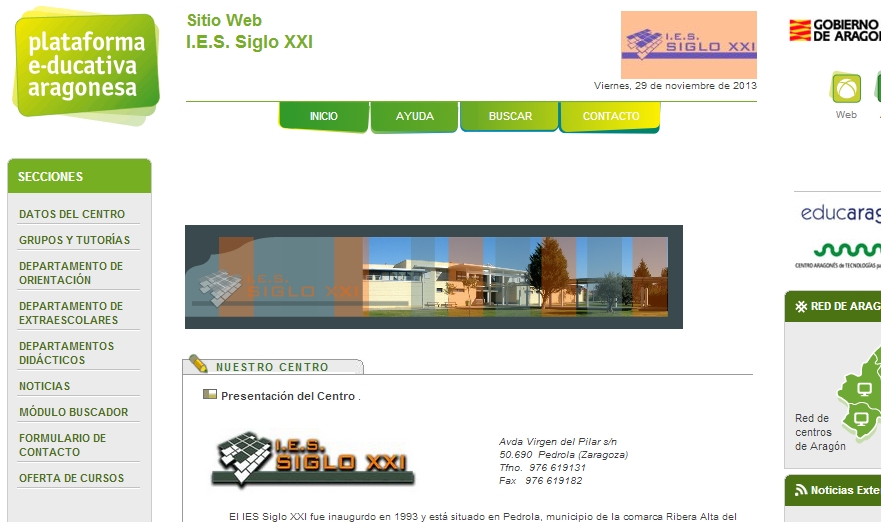 plataforma
e-ducativa
aragonesa
Sitio Web
I.E.S. Siglo XXI
I.E.S.
SIGLO XXI
Viernes, 29 de noviembre de 2013
GOBIERNO
DE ARAGO
Web
INICIO AYUDA BUSCAR CONTACTO
SECCIONES
DATOS DEL CENTRO
GRUPOS Y TUTORÍAS
DEPARTAMENTO DE
ORIENTACIÓN
DEPARTAMENTO DE
EXTRAESCOLARES
DEPARTAMENTOS
DIDÁCTICOS
NOTICIAS
MÓDULO BUSCADOR
FORMULARIO DE
CONTACTO
OFERTA DE CURSOS
I.E.S.
SIGLO XXI
NUESTRO CENTRO
Presentación del Centro .
I.E.S.
SIGLO XXI
Avda Virgen del Pilar s/n
50.690 Pedrola (Zaragoza)
Tfno. 976 619131
Fax 976 619182
El IES Siglo XXI fue inaugurdo en 1993 y está situado en Pedrola, municipio de la comarca Ribera Alta del
educarag
CENTRO ARAGONÉS de TECNOLOGÍAS pa
RED DE ARAG
Red de
centros
de Aragón
Noticias Exte